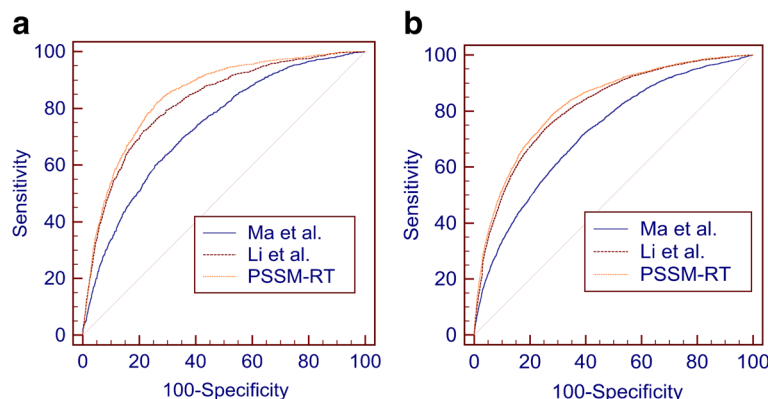 a
100
80
60
40
20
0
Sensitivity
Ma et al.
Li et al.
PSSM-RT
0 20 40 60 80 100
100-Specificity
b
100
80
60
40
20
0
Sensitivity
Ma et al.
Li et al.
PSSM-RT
0 20 40 60 80 100
100-Specificity